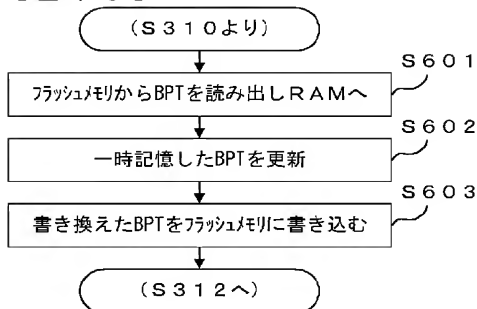 (S310より)
S601
フラッシュメモリからBPTを読み出しRAMへ
S602
一時記憶したBPTを更新
S603
書き換えたBPTをフラッシュメモリに書き込む
(S312へ)